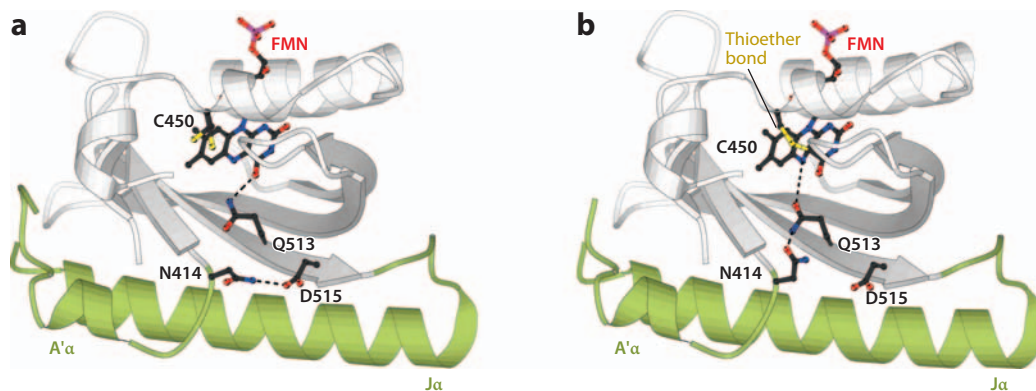 a
FMN
C450
Q513
N414
D515
A'α
Jα
b
Thioether
bond
FMN
C450
Q513
N414
D515
A'α
Jα